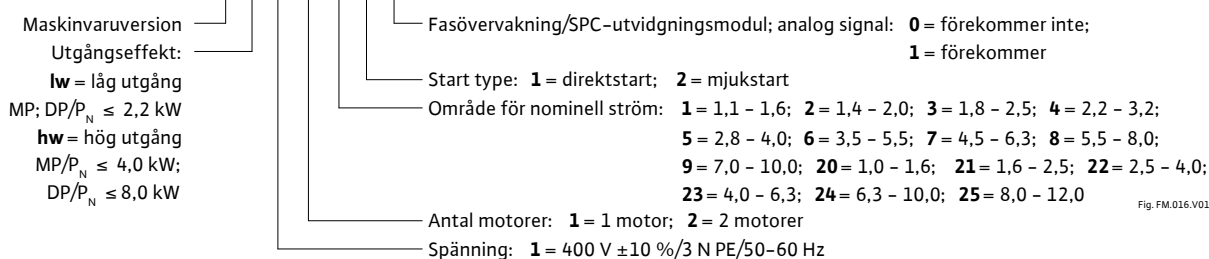 Maskinvaruversion
Utgångseffekt:
lw = låg utgång
MP; DP/P_N ≤ 2,2 kW
hw = hög utgång
MP/P_N ≤ 4,0 kW;
DP/P_N ≤ 8,0 kW
Fasövervakning/SPC-utvidgningsmodul; analog signal: 0 = förekommer inte;
1 = förekommer
Start type: 1 = direktstart; 2 = mjukstart
Område för nominell ström: 1 = 1,1 – 1,6; 2 = 1,4 – 2,0; 3 = 1,8 – 2,5; 4 = 2,2 – 3,2;
5 = 2,8 – 4,0; 6 = 3,5 – 5,5; 7 = 4,5 – 6,3; 8 = 5,5 – 8,0;
9 = 7,0 – 10,0; 20 = 1,0 – 1,6; 21 = 1,6 – 2,5; 22 = 2,5 – 4,0;
23 = 4,0 – 6,3; 24 = 6,3 – 10,0; 25 = 8,0 – 12,0
Fig. FM.016.V01
Antal motorer: 1 = 1 motor; 2 = 2 motorer
Spänning: 1 = 400 V ±10 %/3 N PE/50–60 Hz